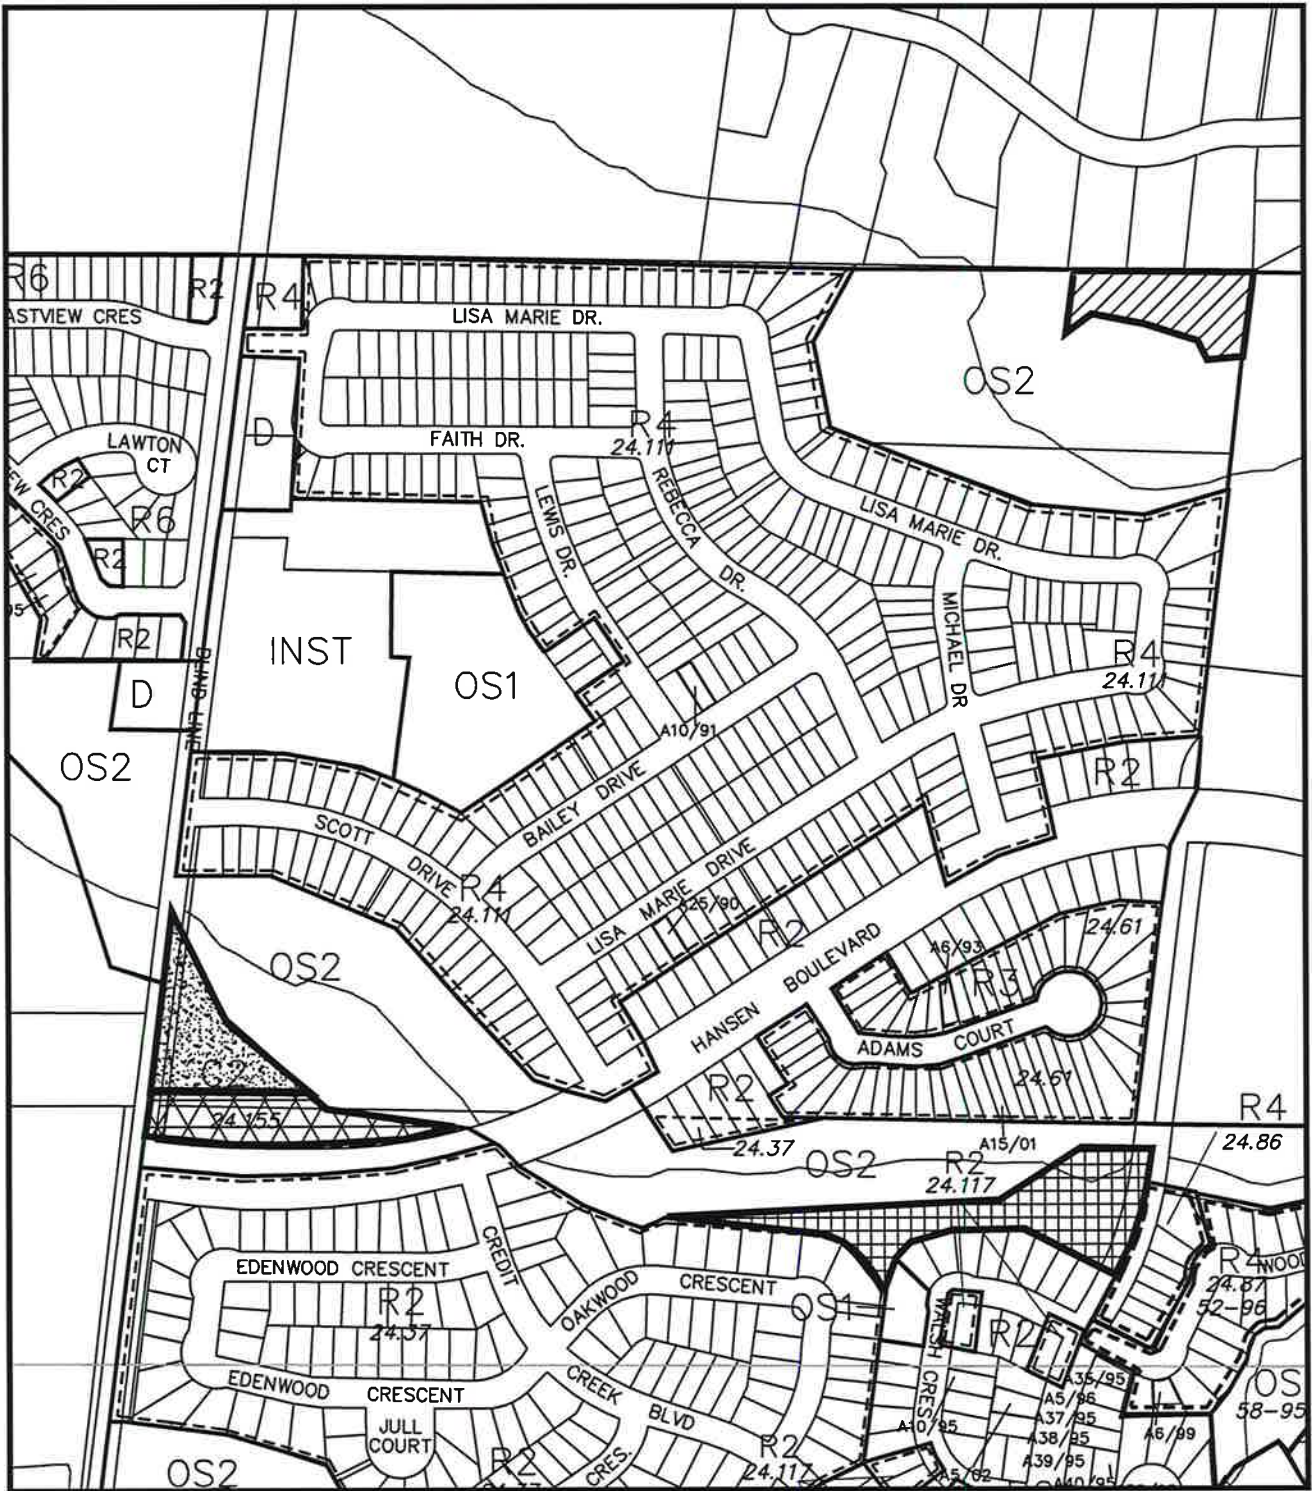 R6
R2
R4
ASTVIEW CRES
LISA MARIE DR.
OS2
D
R4
24.111
FAITH DR.
LAWTON
CT
R2
EW CRES
R6
LEWIS DR.
REBECCA
DR.
LISA MARIE DR.
R2
MICHAEL DR
95
R2
BLIND LINE
INST
OS1
R4
24.111
D
A10/91
OS2
R2
BAILEY DRIVE
SCOTT DRIVE
R4
24.111
LISA MARIE DRIVE
A25/90
R2
HANSEN BOULEVARD
A6/93
24.61
R3
OS2
ADAMS COURT
C2
R2
24.61
24.155
R4
24.86
24.37
A15/01
OS2
R2
24.117
CREDIT
EDENWOOD CRESCENT
OAKWOOD CRESCENT
R2
24.37
OS1
WALSH CRES
R2
R4
24.87
52-96
WOOD
EDENWOOD CRESCENT
CREEK BLVD
A35/95
A5/96
A37/95
A38/95
A39/95
A40/95
A10/95
OS
58-95
A6/99
JULL
COURT
R2
CRES.
R2
24.117
A5/02
OS2